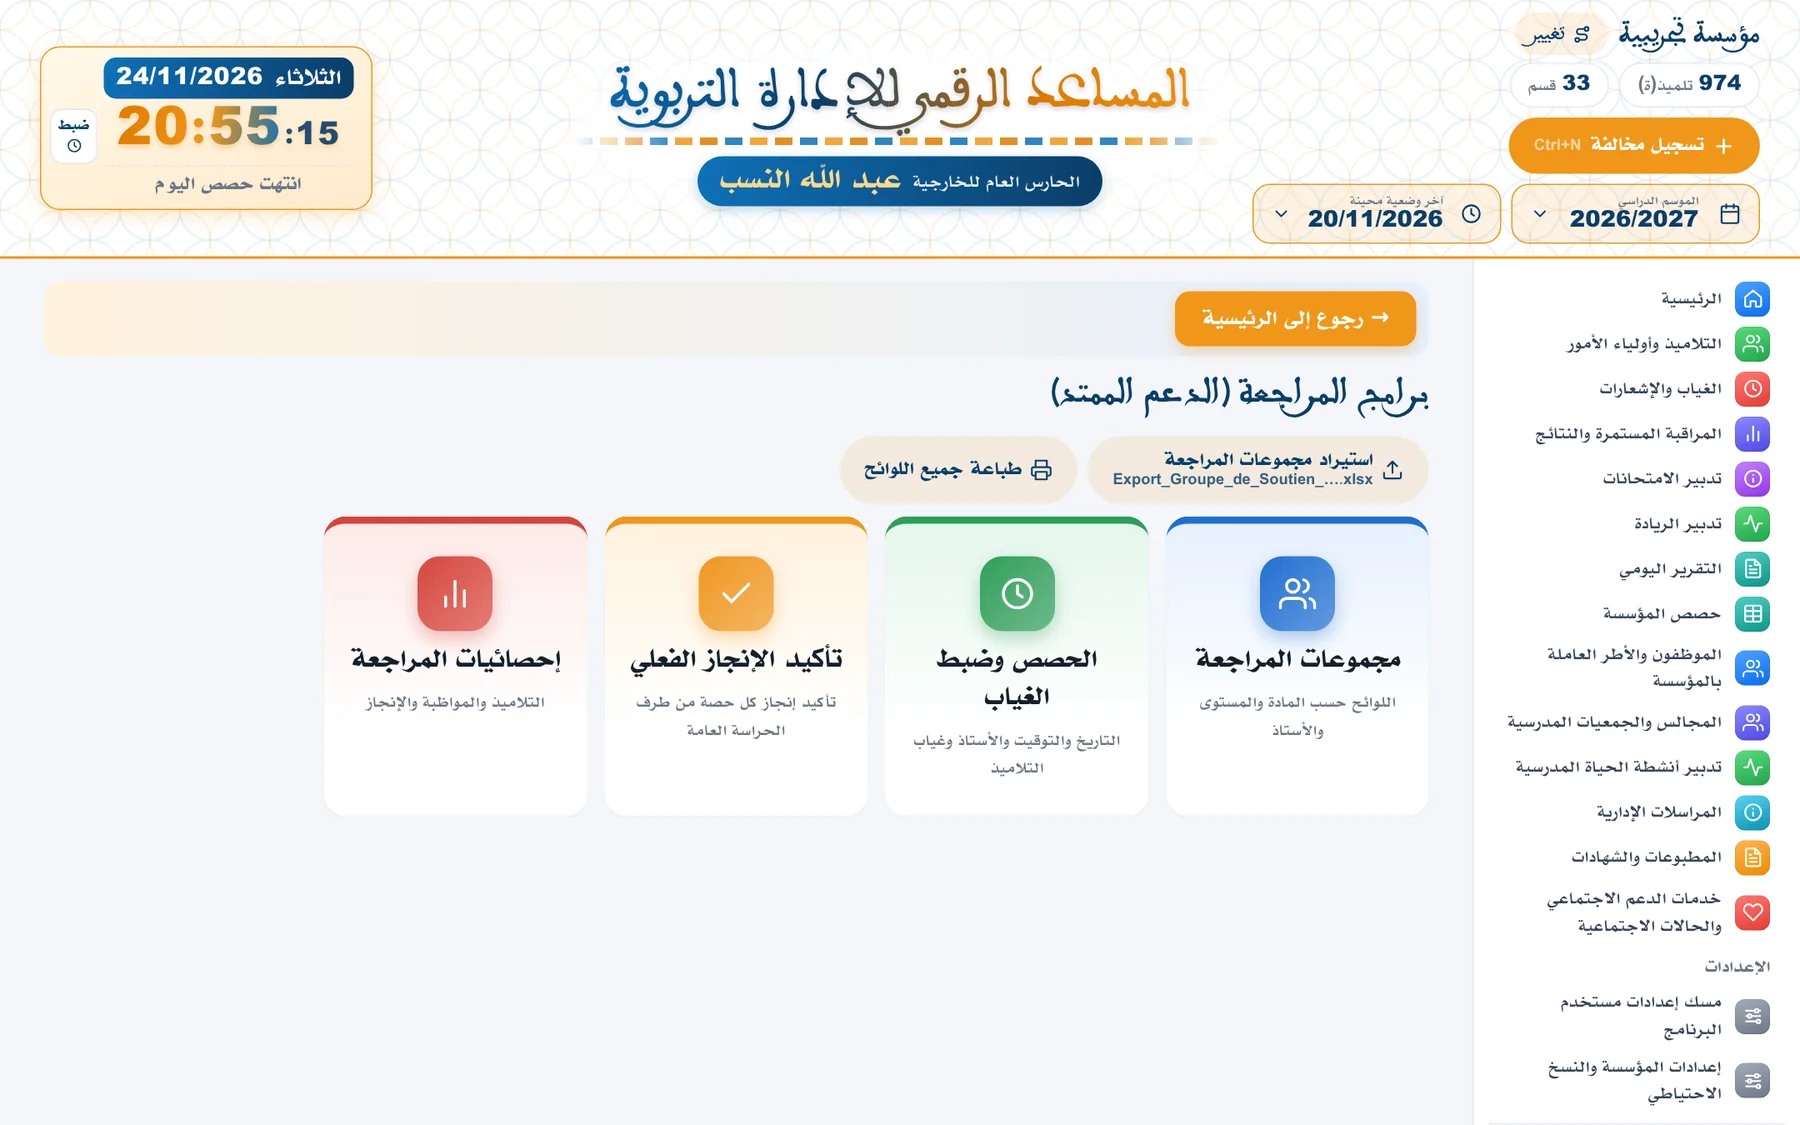 مؤسسة تجريبية
تغيير
974 تلميذ(ة)
33 قسم
+ تسجيل مخالفة Ctrl+N
الموسم الدراسي
2026/2027
آخر وضعية محينة
20/11/2026
المساعد الرقمي للإدارة التربوية
الحارس العام للخارجية عبد الله النسب
الثلاثاء 24/11/2026
20:55:15
ضبط
انتهت حصص اليوم
الرئيسية
التلاميذ وأولياء الأمور
الغياب والإشعارات
المراقبة المستمرة والنتائج
تدبير الامتحانات
تدبير الريادة
التقرير اليومي
حصص المؤسسة
الموظفون والأطر العاملة
بالمؤسسة
المجالس والجمعيات المدرسية
تدبير أنشطة الحياة المدرسية
المراسلات الإدارية
المطبوعات والشهادات
خدمات الدعم الاجتماعي
والحالات الاجتماعية
الإعدادات
مسك إعدادات مستخدم
البرنامج
إعدادات المؤسسة والنسخ
الاحتياطي
→ رجوع إلى الرئيسية
برامج المراجعة (الدعم الممتد)
استيراد مجموعات المراجعة
Export_Groupe_de_Soutien_....xlsx
طباعة جميع اللوائح
مجموعات المراجعة
اللوائح حسب المادة والمستوى
والأستاذ
الحصص وضبط
الغياب
التاريخ والتوقيت والأستاذ وغياب
التلاميذ
تأكيد الإنجاز الفعلي
تأكيد إنجاز كل حصة من طرف
الحراسة العامة
إحصائيات المراجعة
التلاميذ والمواظبة والإنجاز